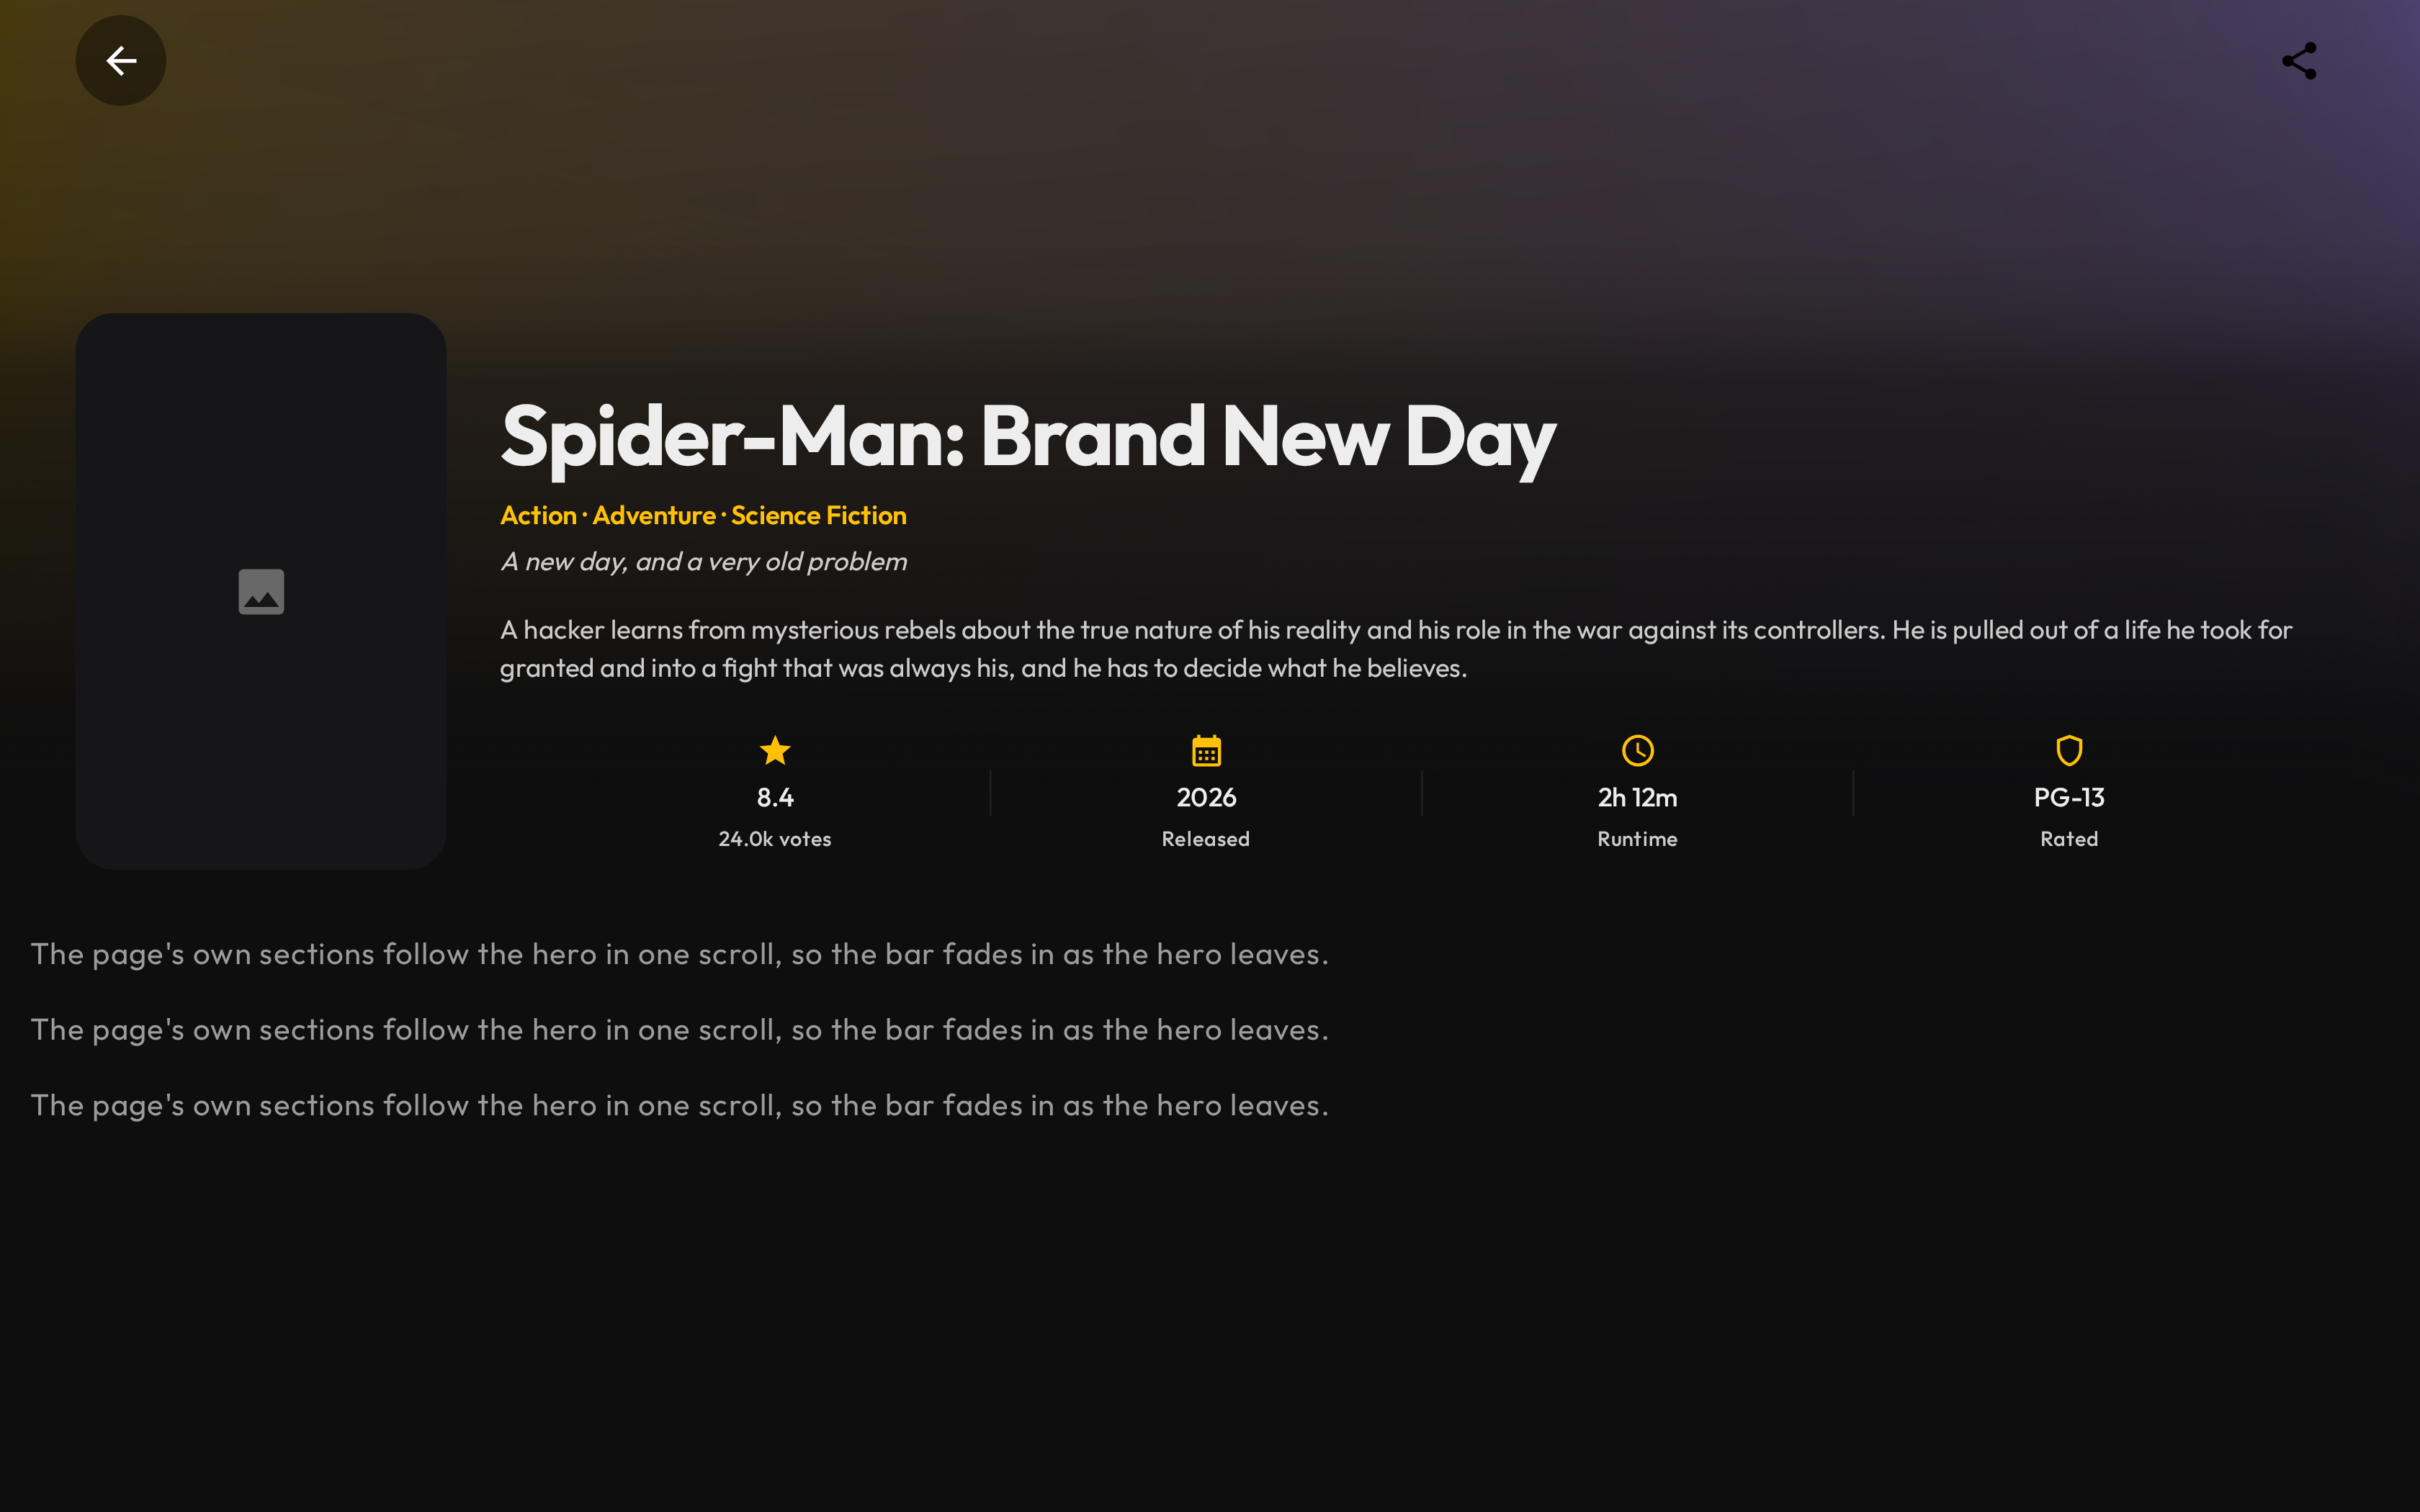 Spider-Man: Brand New Day
Action · Adventure · Science Fiction
A new day, and a very old problem
A hacker learns from mysterious rebels about the true nature of his reality and his role in the war against its controllers. He is pulled out of a life he took for
granted and into a fight that was always his, and he has to decide what he believes.
8.4
24.0k votes
2026
Released
2h 12m
Runtime
PG-13
Rated
The page's own sections follow the hero in one scroll, so the bar fades in as the hero leaves.
The page's own sections follow the hero in one scroll, so the bar fades in as the hero leaves.
The page's own sections follow the hero in one scroll, so the bar fades in as the hero leaves.